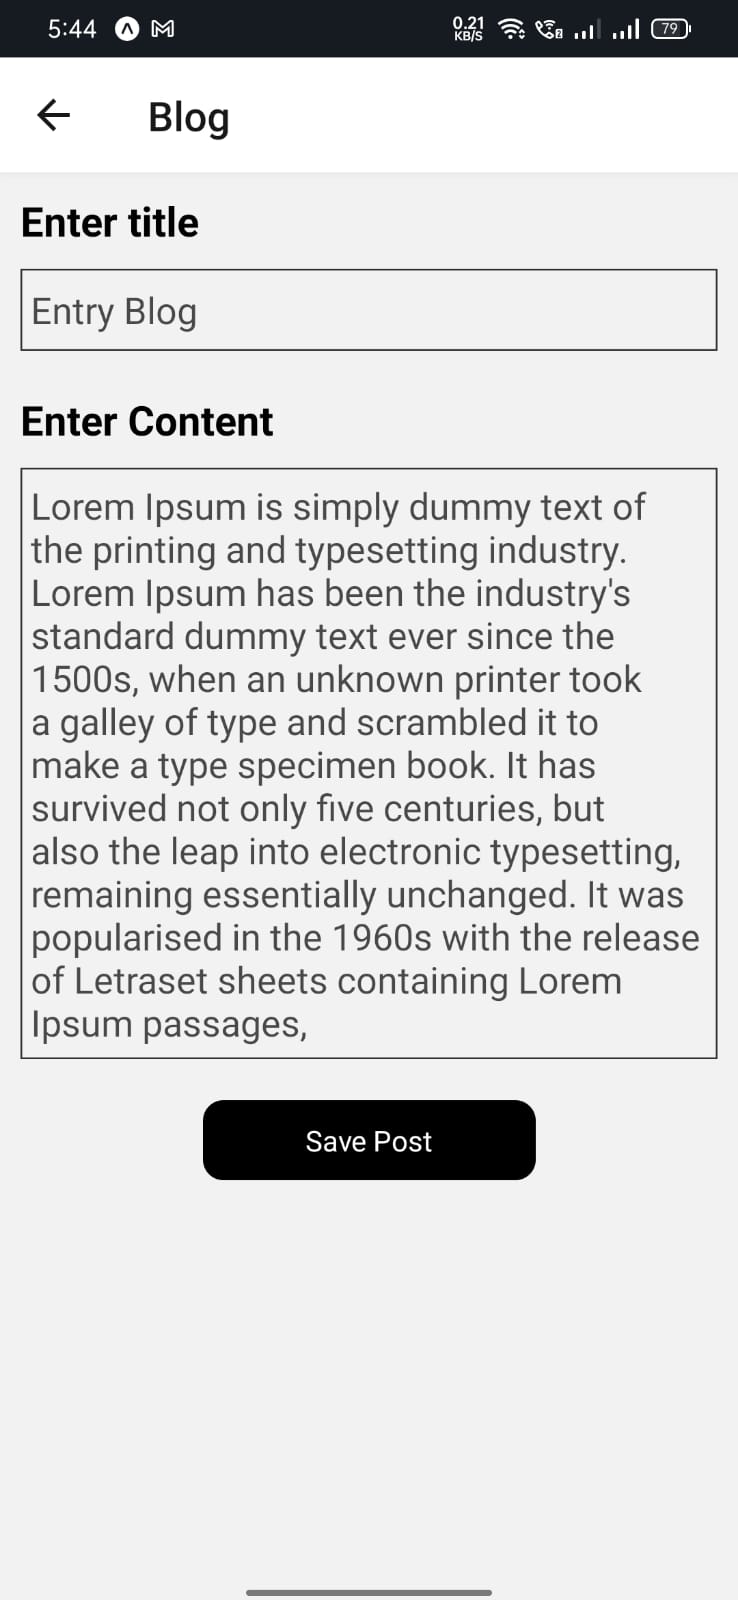 5:44
0.21
KB/S
79
Blog
Enter title
Entry Blog
Enter Content
Lorem Ipsum is simply dummy text of
the printing and typesetting industry.
Lorem Ipsum has been the industry's
standard dummy text ever since the
1500s, when an unknown printer took
a galley of type and scrambled it to
make a type specimen book. It has
survived not only five centuries, but
also the leap into electronic typesetting,
remaining essentially unchanged. It was
popularised in the 1960s with the release
of Letraset sheets containing Lorem
Ipsum passages,
Save Post